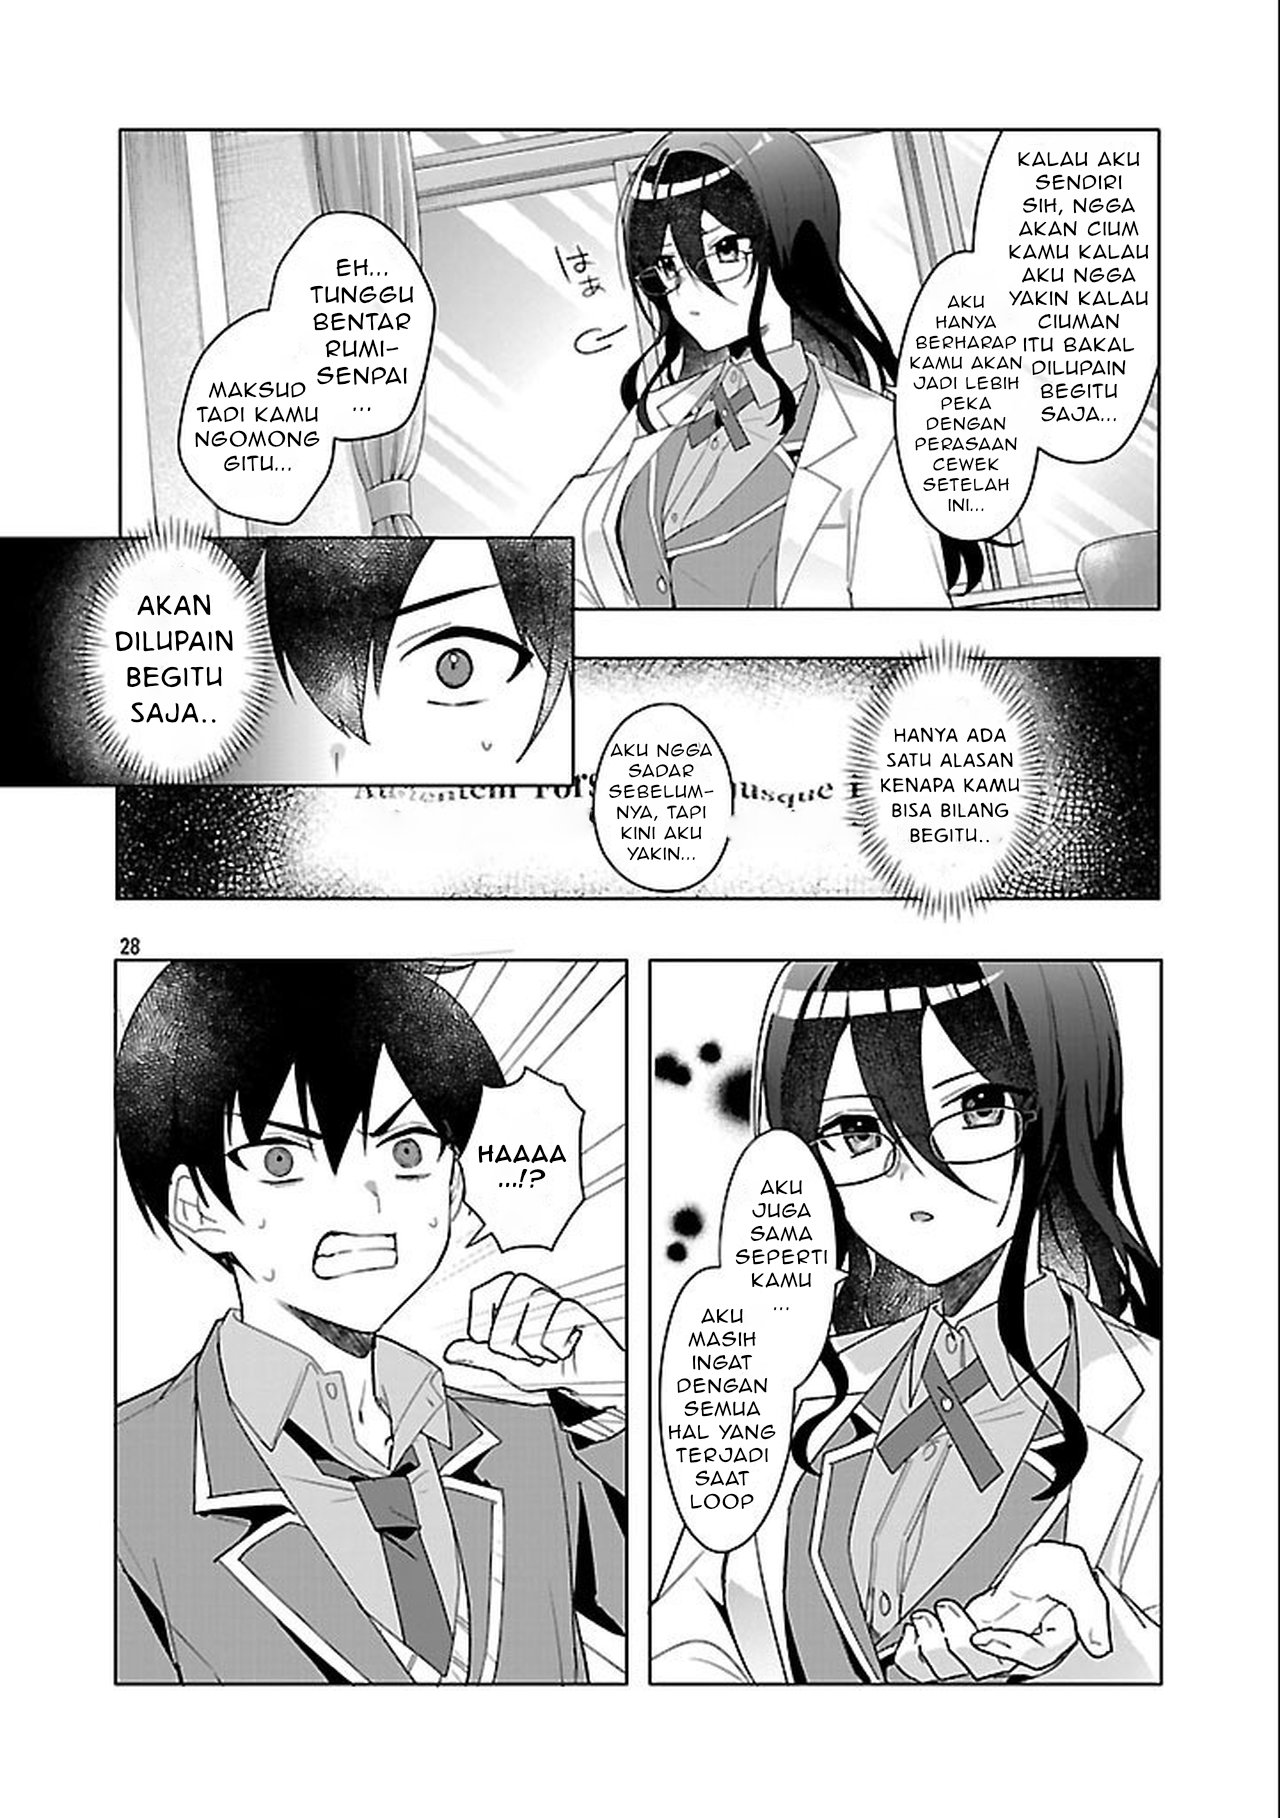 KALAU AKU
SENDIRI
SIH, NGGA
AKAN CIUM
KAMU KALAU
AKU NGGA
YAKIN KALAU
CIUMAN
ITU BAKAL
DILUPAIN
BEGITU
SAJA...
AKU
HANYA
BERHARAP
KAMU AKAN
JADI LEBIH
PEKA
DENGAN
PERASAAN
CEWEK
SETELAH
INI...
はぁ
EH...
TUNGGU
BENTAR
RUMI-
SENPAI
...
MAKSUD
TADI KAMU
NGOMONG
GITU...
AKAN
DILUPAIN
BEGITU
SAJA..
HANYA ADA
SATU ALASAN
KENAPA KAMU
BISA BILANG
BEGITU..
AKU NGGA
SADAR
SEBELUM-
NYA, TAPI
KINI AKU
YAKIN...
28
AKU
JUGA
SAMA
SEPERTI
KAMU
...
AKU
MASIH
INGAT
DENGAN
SEMUA
HAL YANG
TERJADI
SAAT
LOOP
HAAAA
...!?